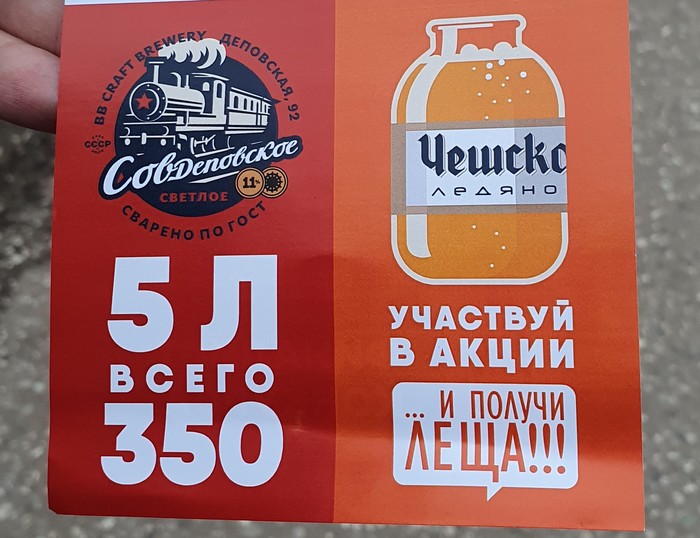 BB CRAFT BREWERY ДЕПОВСКАЯ, 92
СССР
СовДеповское
11%
СВЕТЛОЕ
СВАРЕНО ПО ГОСТ
5 Л
ВСЕГО
350
Чешско
ледяно
УЧАСТВУЙ
В АКЦИИ
... И ПОЛУЧИ
ЛЕЩА!!!